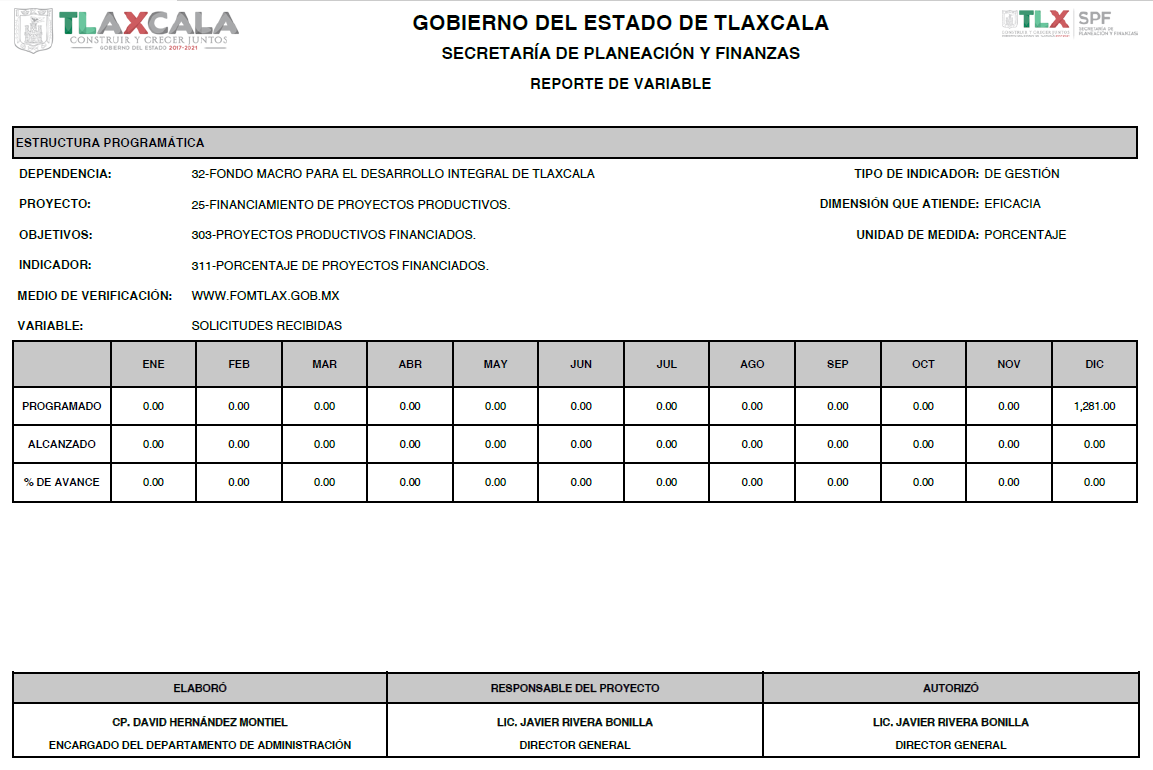 TLAXCALA
CONSTRUIR Y CRECER JUNTOS
GOBIERNO DEL ESTADO 2017-2021
GOBIERNO DEL ESTADO DE TLAXCALA
SECRETARÍA DE PLANEACIÓN Y FINANZAS
REPORTE DE VARIABLE
TLX
CONSTRUIR Y CRECER JUNTOS
SPF
SECRETARÍA DE
PLANEACIÓN Y FINANZAS
ESTRUCTURA PROGRAMÁTICA
DEPENDENCIA: 32-FONDO MACRO PARA EL DESARROLLO INTEGRAL DE TLAXCALA TIPO DE INDICADOR: DE GESTIÓN
PROYECTO: 25-FINANCIAMIENTO DE PROYECTOS PRODUCTIVOS. DIMENSIÓN QUE ATIENDE: EFICACIA
OBJETIVOS: 303-PROYECTOS PRODUCTIVOS FINANCIADOS. UNIDAD DE MEDIDA: PORCENTAJE
INDICADOR: 311-PORCENTAJE DE PROYECTOS FINANCIADOS.
MEDIO DE VERIFICACIÓN: WWW.FOMTLAX.GOB.MX
VARIABLE: SOLICITUDES RECIBIDAS
ENE FEB MAR ABR MAY JUN JUL AGO SEP OCT NOV DIC
PROGRAMADO 0.00 0.00 0.00 0.00 0.00 0.00 0.00 0.00 0.00 0.00 0.00 1,281.00
ALCANZADO 0.00 0.00 0.00 0.00 0.00 0.00 0.00 0.00 0.00 0.00 0.00 0.00
% DE AVANCE 0.00 0.00 0.00 0.00 0.00 0.00 0.00 0.00 0.00 0.00 0.00 0.00
ELABORÓ RESPONSABLE DEL PROYECTO AUTORIZÓ
CP. DAVID HERNÁNDEZ MONTIEL LIC. JAVIER RIVERA BONILLA LIC. JAVIER RIVERA BONILLA
ENCARGADO DEL DEPARTAMENTO DE ADMINISTRACIÓN DIRECTOR GENERAL DIRECTOR GENERAL